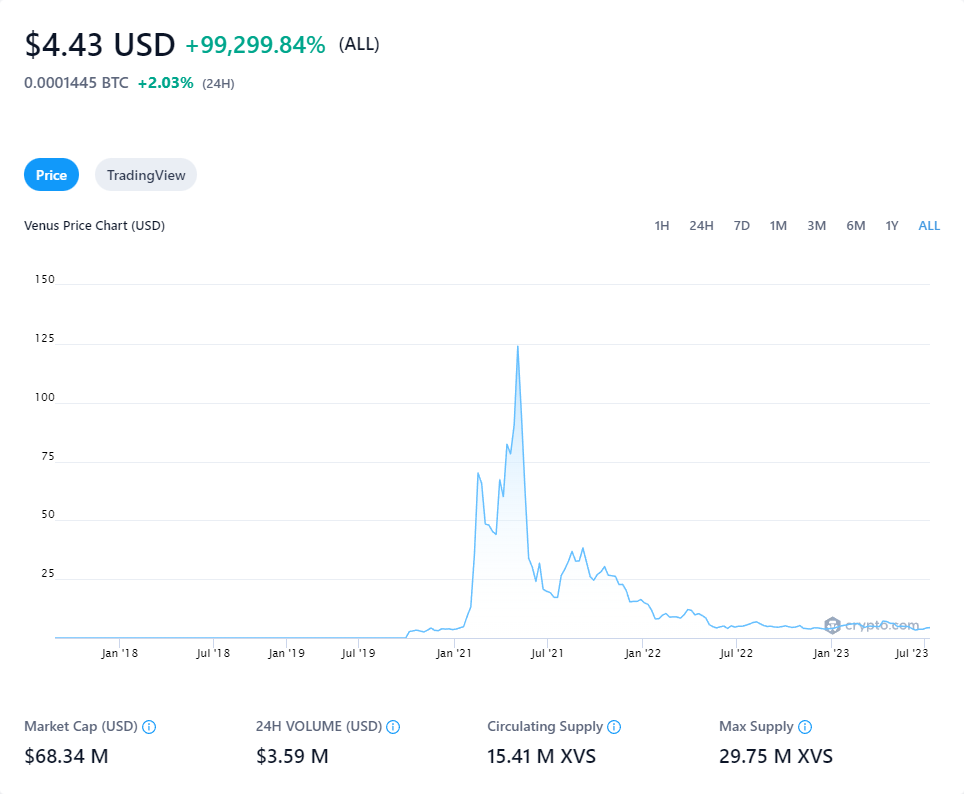 $4.43 USD +99,299.84% (ALL)
0.0001445 BTC +2.03% (24H)
Price TradingView
Venus Price Chart (USD) 1H 24H 7D 1M 3M 6M 1Y ALL
150
125
100
75
50
25
crypto.com
Jan '18 Jul '18 Jan '19 Jul '19 Jan '21 Jul '21 Jan '22 Jul '22 Jan '23 Jul '23
Market Cap (USD) 24H VOLUME (USD) Circulating Supply Max Supply
$68.34 M $3.59 M 15.41 M XVS 29.75 M XVS